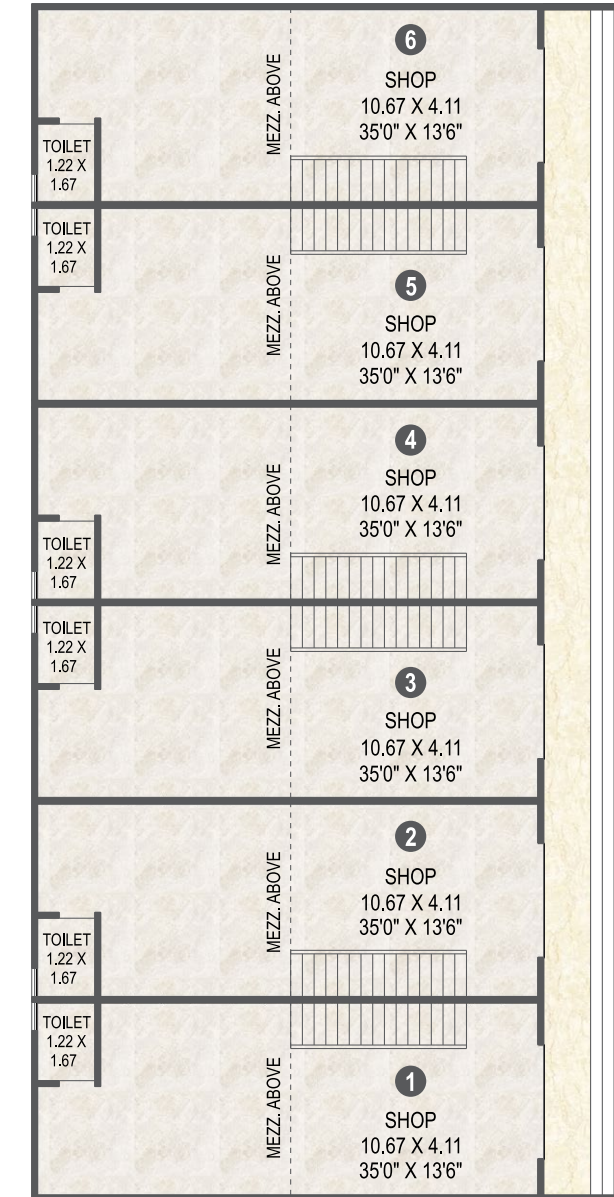 6
SHOP
10.67 X 4.11
35'0" X 13'6"
MEZZ. ABOVE
TOILET
1.22 X
1.67
TOILET
1.22 X
1.67
MEZZ. ABOVE
5
SHOP
10.67 X 4.11
35'0" X 13'6"
4
SHOP
10.67 X 4.11
35'0" X 13'6"
MEZZ. ABOVE
TOILET
1.22 X
1.67
TOILET
1.22 X
1.67
MEZZ. ABOVE
3
SHOP
10.67 X 4.11
35'0" X 13'6"
2
SHOP
10.67 X 4.11
35'0" X 13'6"
MEZZ. ABOVE
TOILET
1.22 X
1.67
TOILET
1.22 X
1.67
MEZZ. ABOVE
1
SHOP
10.67 X 4.11
35'0" X 13'6"